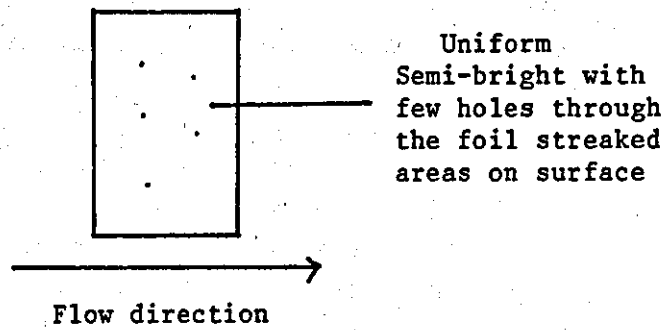 Uniform
Semi-bright with
few holes through
the foil streaked
areas on surface
Flow direction